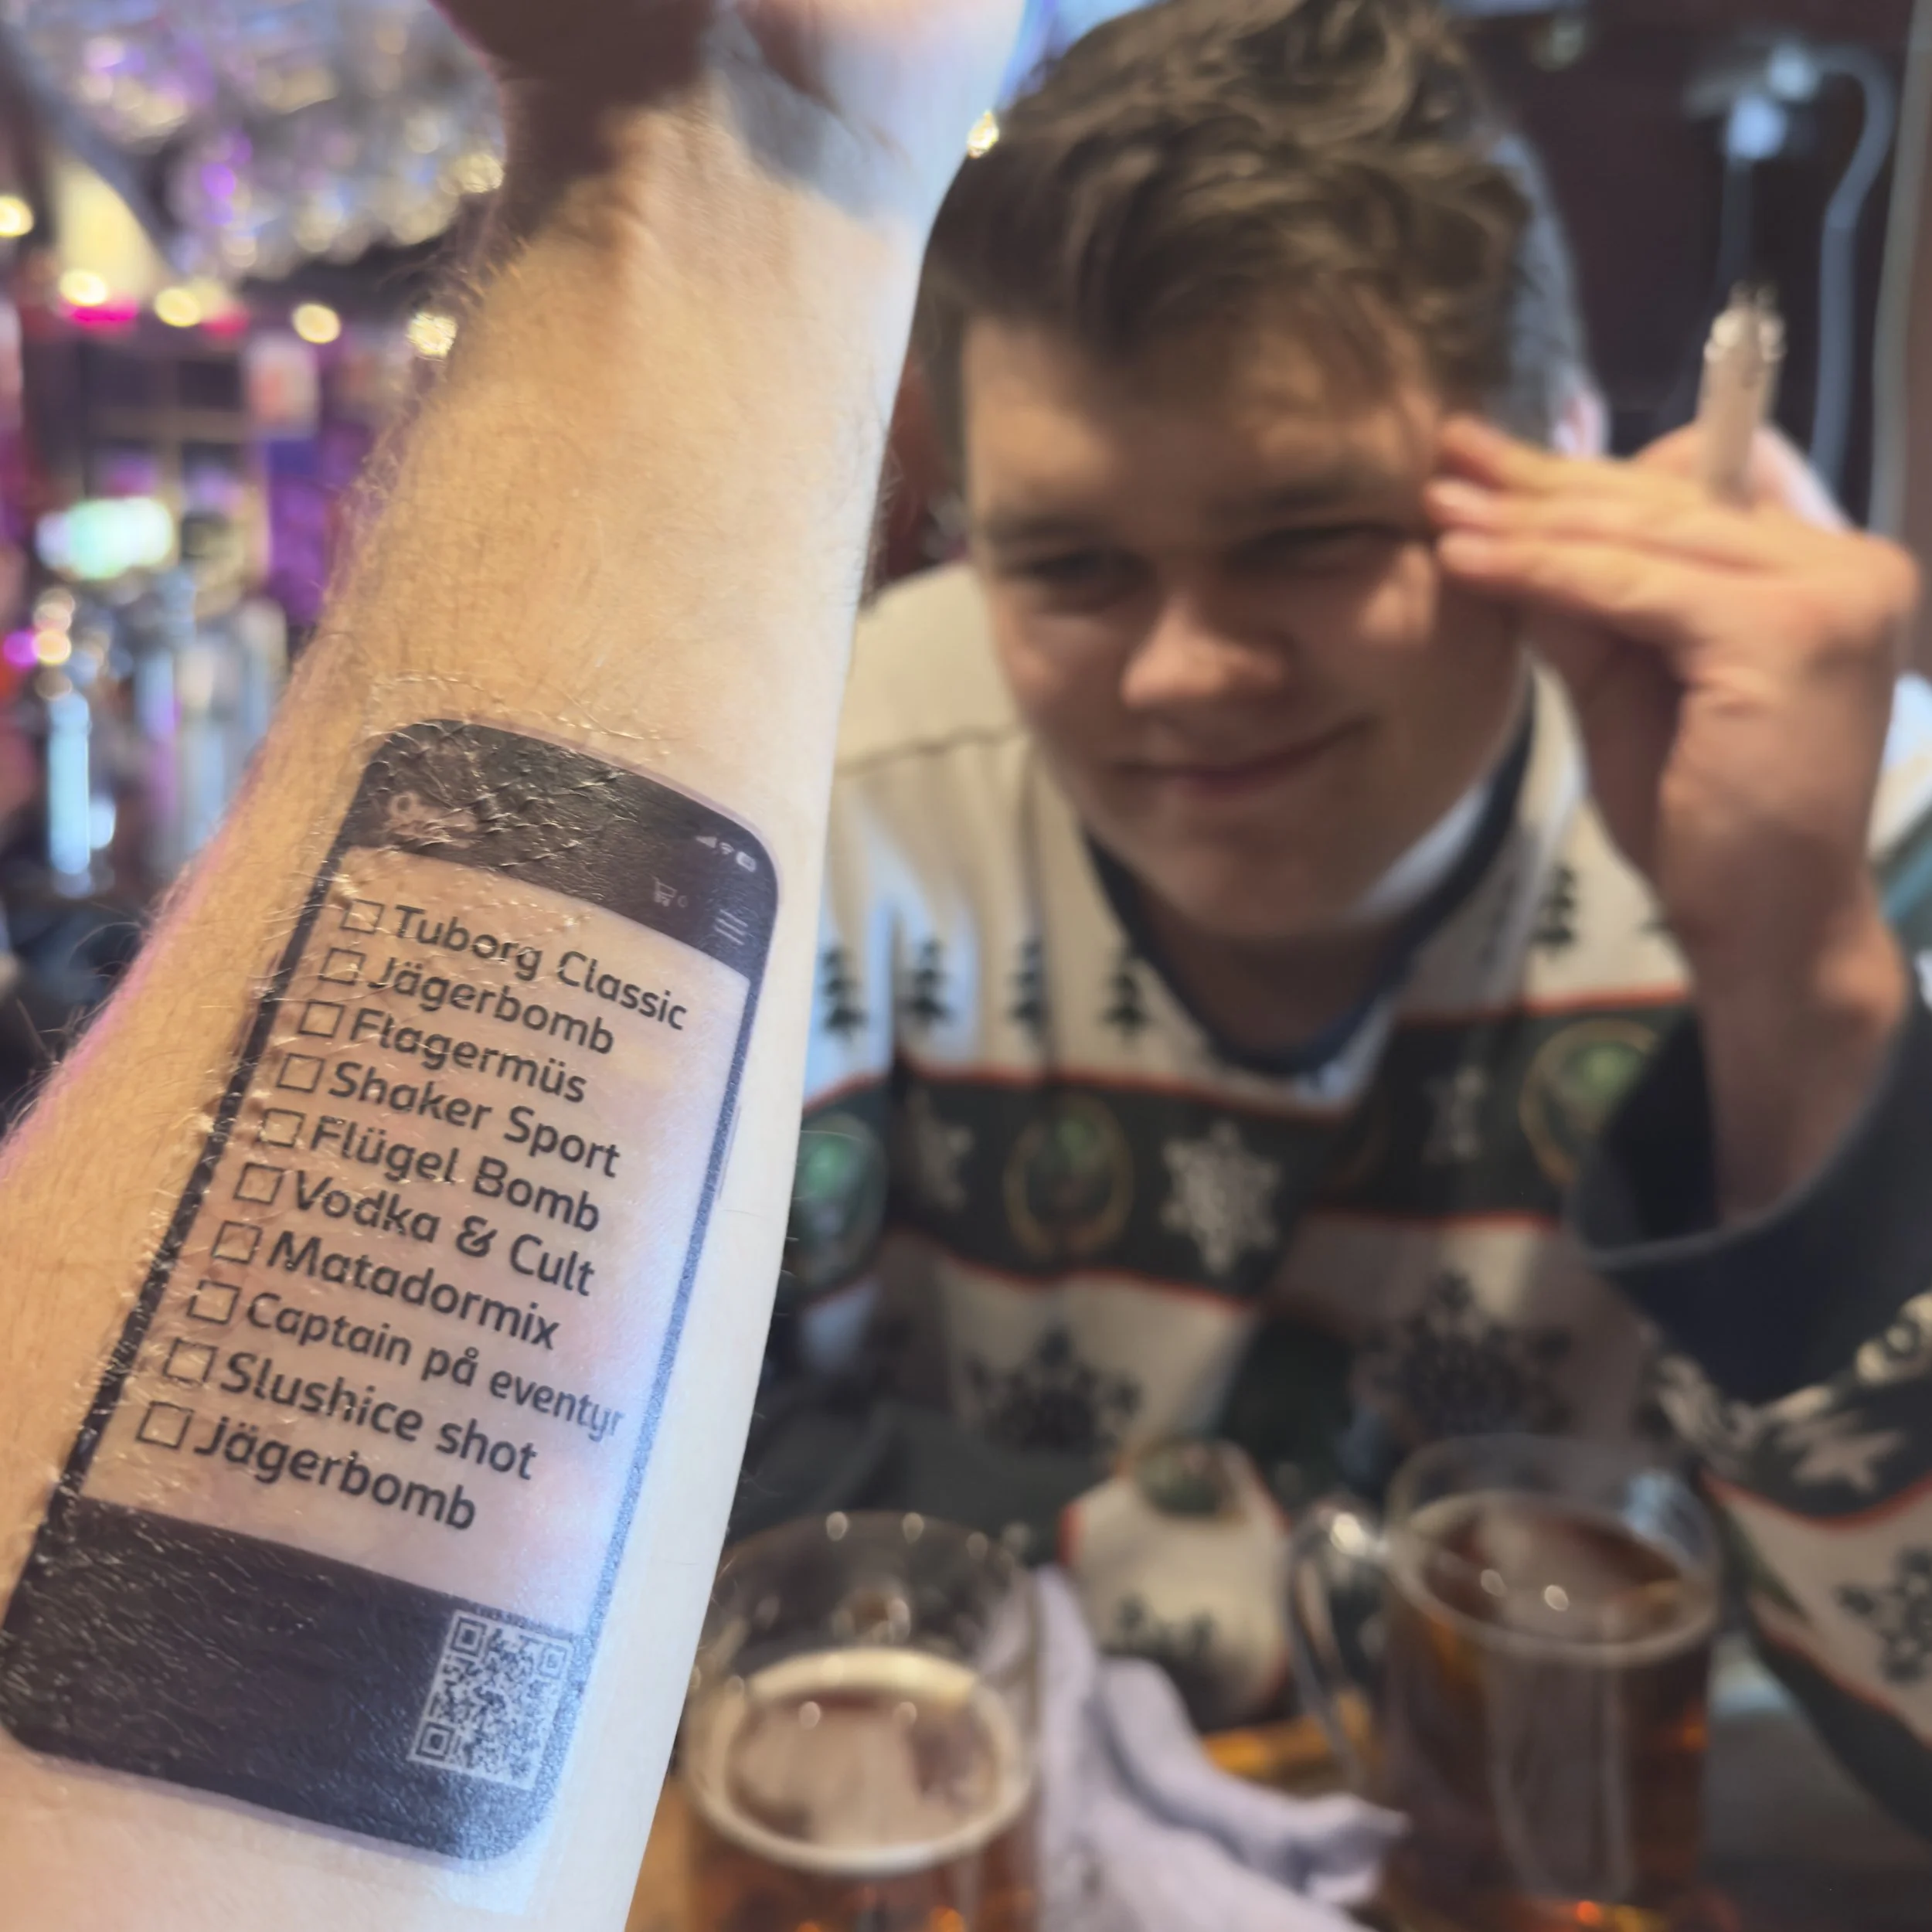 Tuborg Classic
Jägerbomb
Flagermüs
Shaker Sport
Flügel Bomb
Vodka & Cult
Matadormix
Captain på eventyr
Slushice shot
Jägerbomb